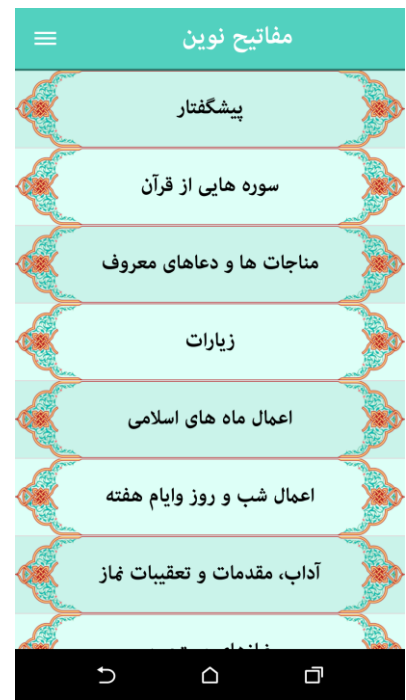 مفاتیح نوین
پیشگفتار
سوره هایی از قرآن
مناجات ها و دعاهای معروف
زیارات
اعمال ماه های اسلامی
اعمال شب و روز وایام هفته
آداب، مقدمات و تعقیبات نماز